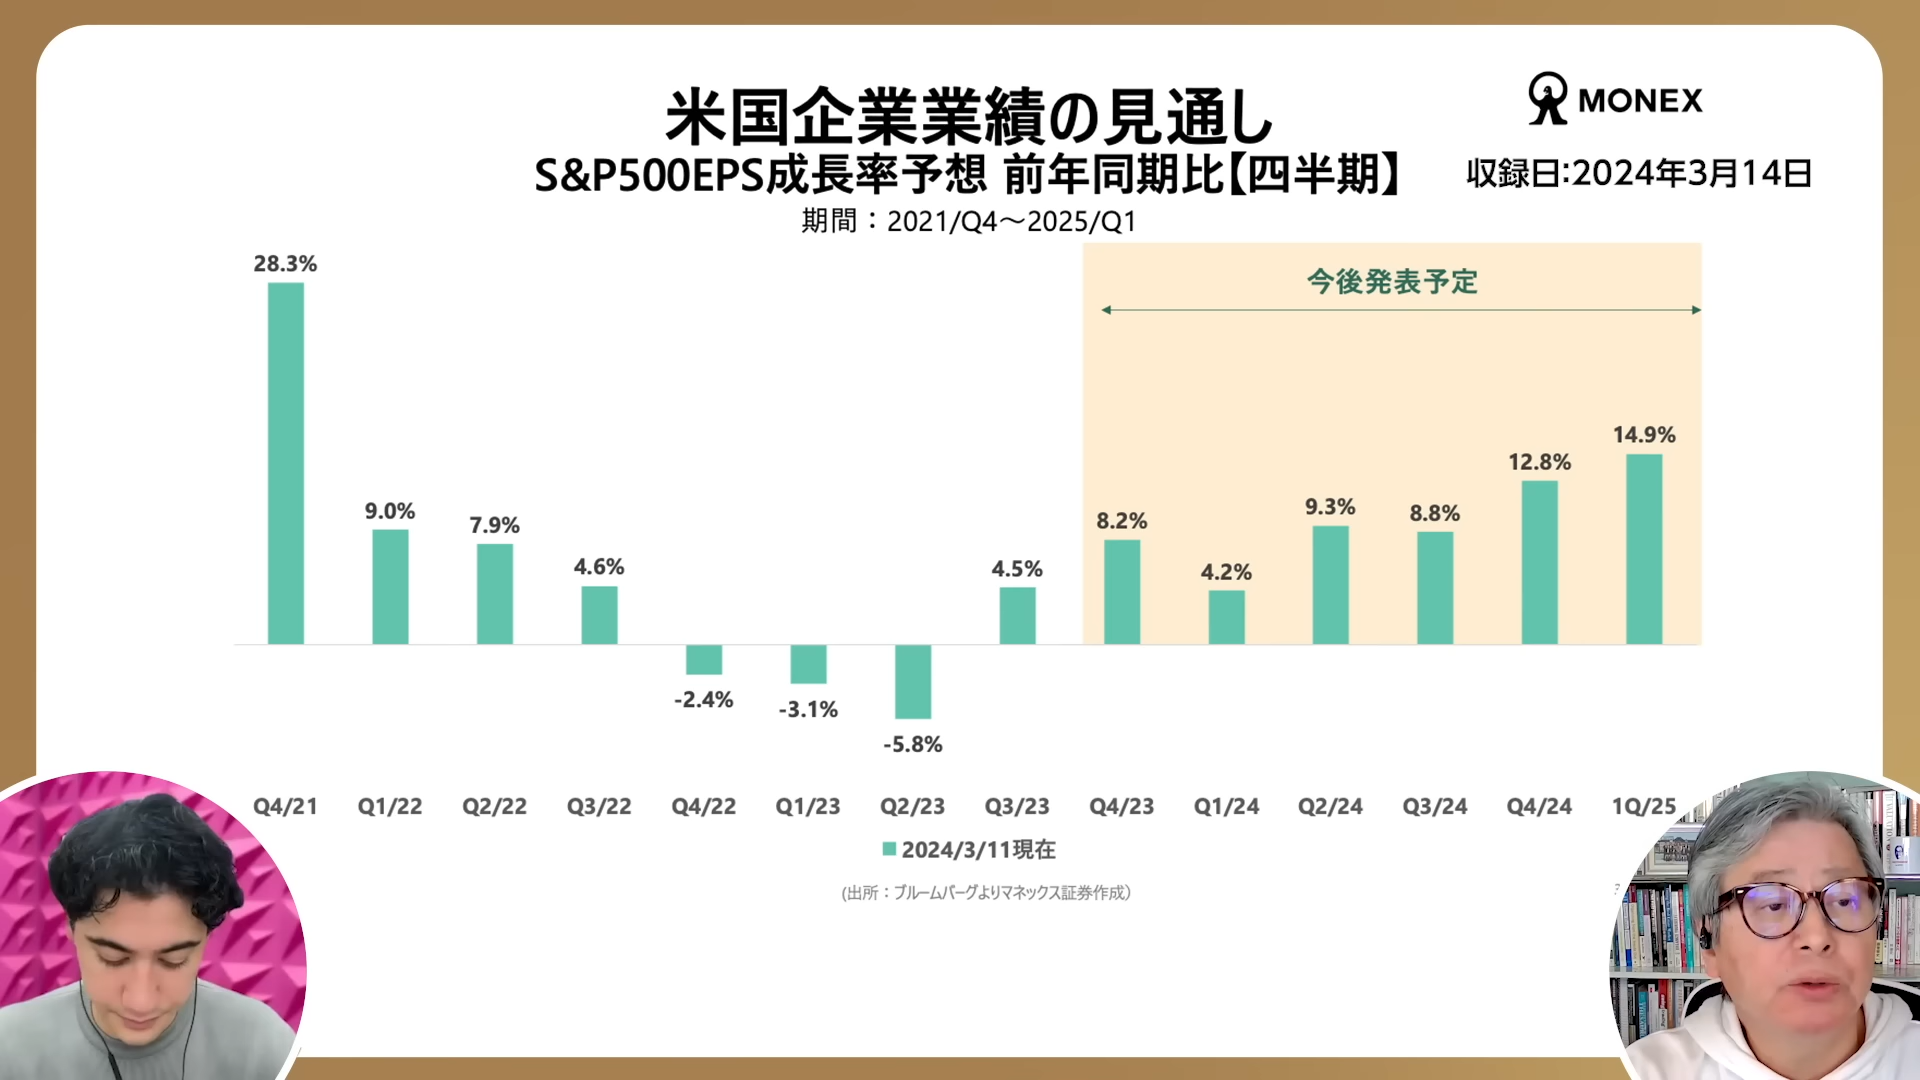 米国企業業績の見通し
MONEX
S&P500EPS成長率予想 前年同期比【四半期】
収録日:2024年3月14日
期間：2021/Q4～2025/Q1
今後発表予定
28.3%
9.0%
7.9%
4.6%
-2.4%
-3.1%
-5.8%
4.5%
8.2%
4.2%
9.3%
8.8%
12.8%
14.9%
Q4/21 Q1/22 Q2/22 Q3/22 Q4/22 Q1/23 Q2/23 Q3/23 Q4/23 Q1/24 Q2/24 Q3/24 Q4/24 1Q/25
2024/3/11現在
(出所：ブルームバーグよりマネックス証券作成)